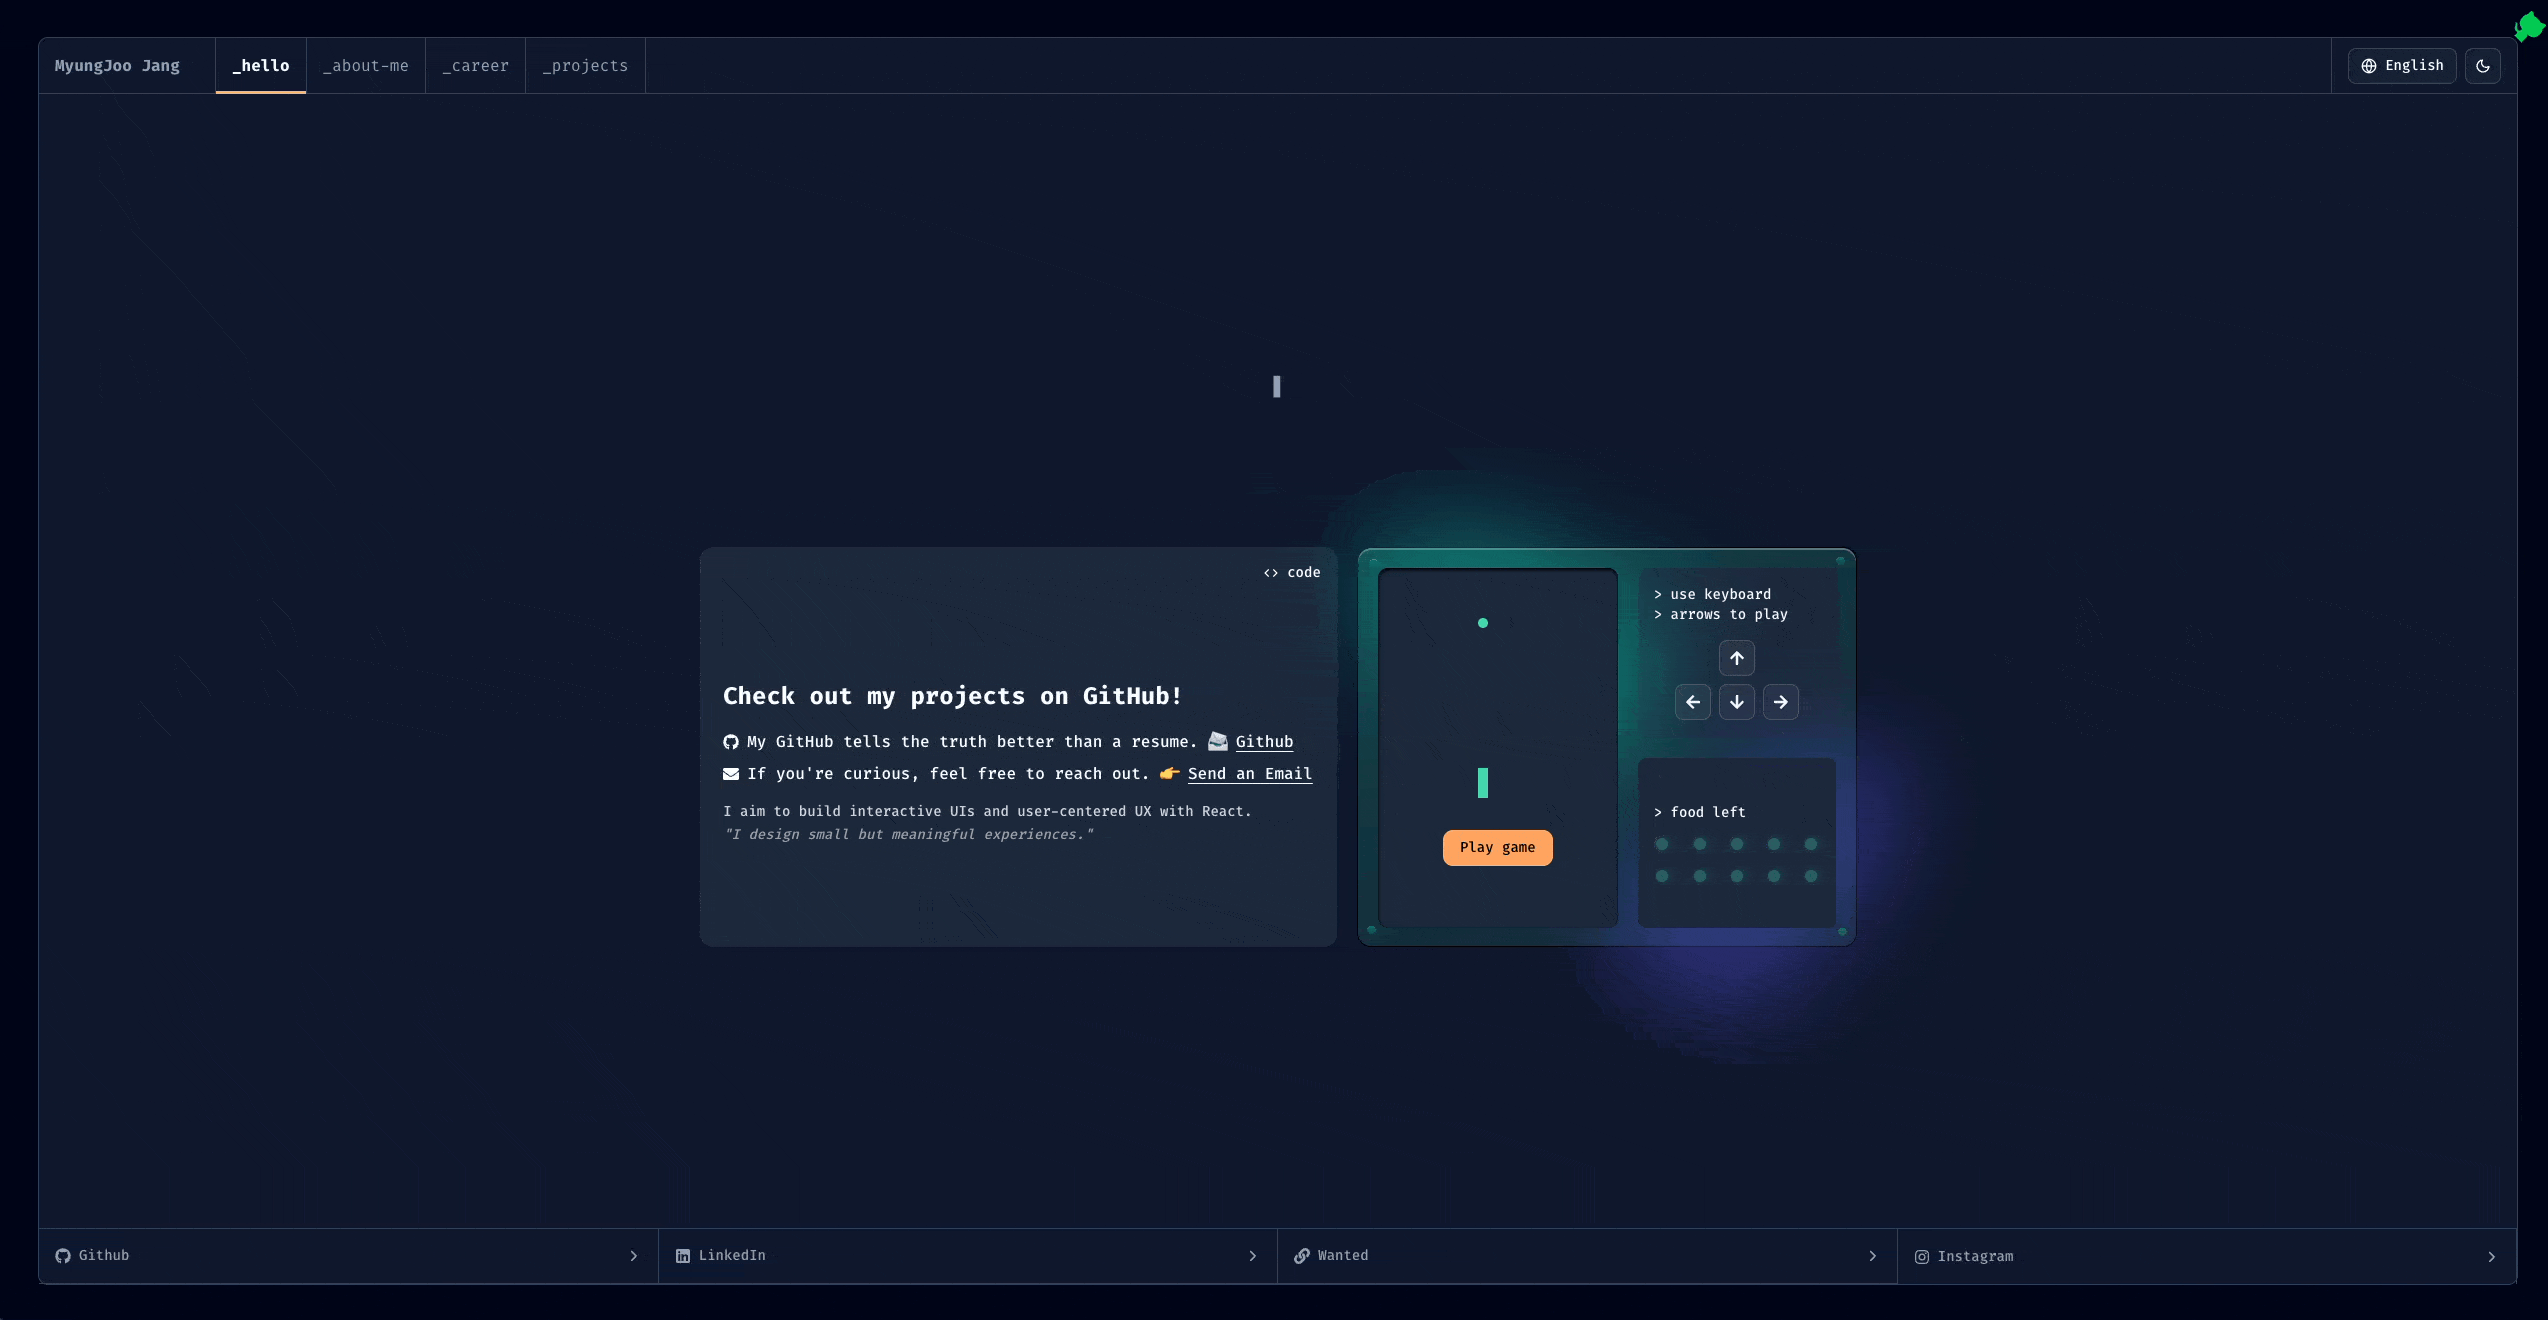 MyungJoo Jang
_hello
_about-me
_career
_projects
English
<> code
Check out my projects on GitHub!
My GitHub tells the truth better than a resume. 📨 Github
If you're curious, feel free to reach out. 👉 Send an Email
I aim to build interactive UIs and user-centered UX with React.
"I design small but meaningful experiences."
Play game
> use keyboard
> arrows to play
> food left
Github
LinkedIn
Wanted
Instagram